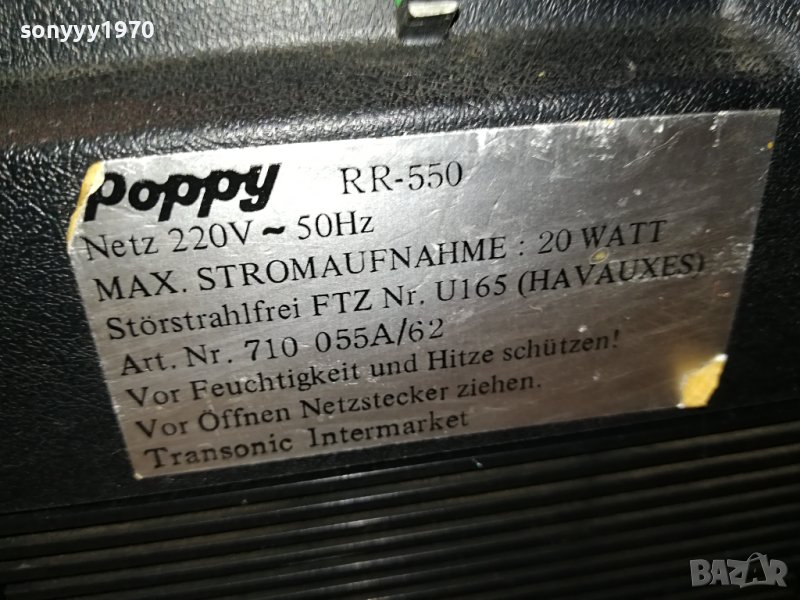 sonyyy1970
poppy RR-550
Netz 220V ~ 50Hz
MAX. STROMAUFNAHME : 20 WATT
Störstrahlfrei FTZ Nr. U165 (HAVAUXES)
Art. Nr. 710 055A/62
Vor Feuchtigkeit und Hitze schützen!
Vor Öffnen Netzstecker ziehen.
Transonic Intermarket
BAZAR